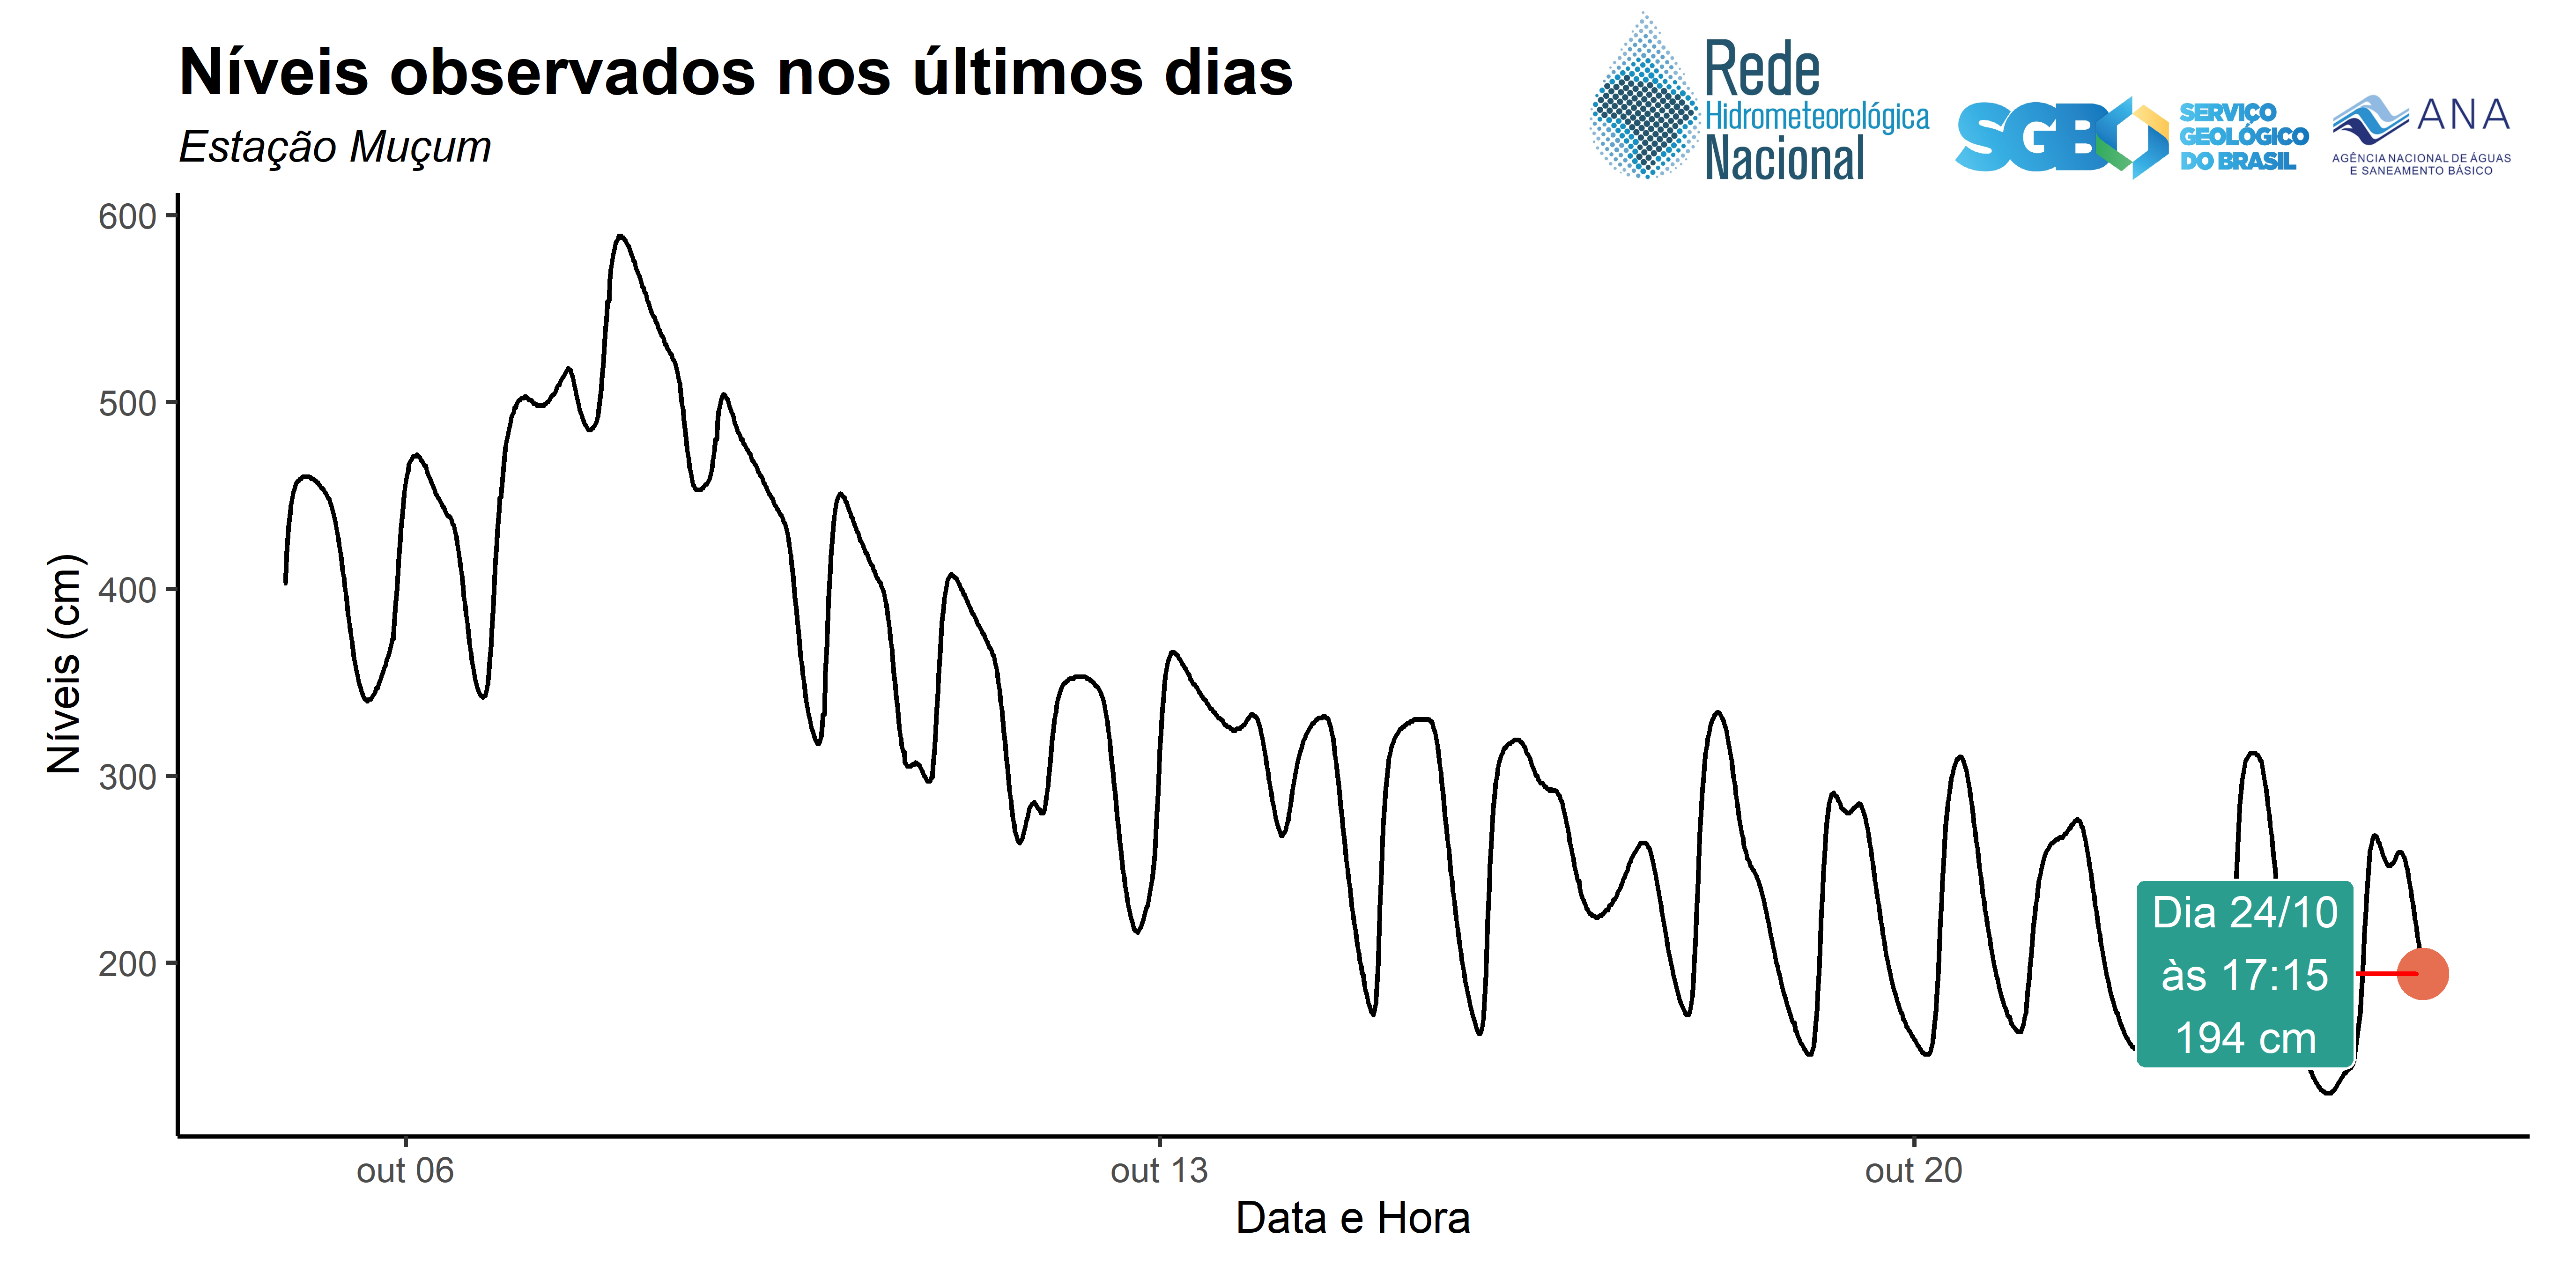 Níveis observados nos últimos dias
Estação Muçum
Rede
Hidrometeorológica
Nacional
SGB
SERVIÇO
GEOLÓGICO
DO BRASIL
ANA
AGÊNCIA NACIONAL DE ÁGUAS
E SANEAMENTO BÁSICO
Níveis (cm)
600
500
400
300
200
Dia 24/10
às 17:15
194 cm
out 06
out 13
out 20
Data e Hora